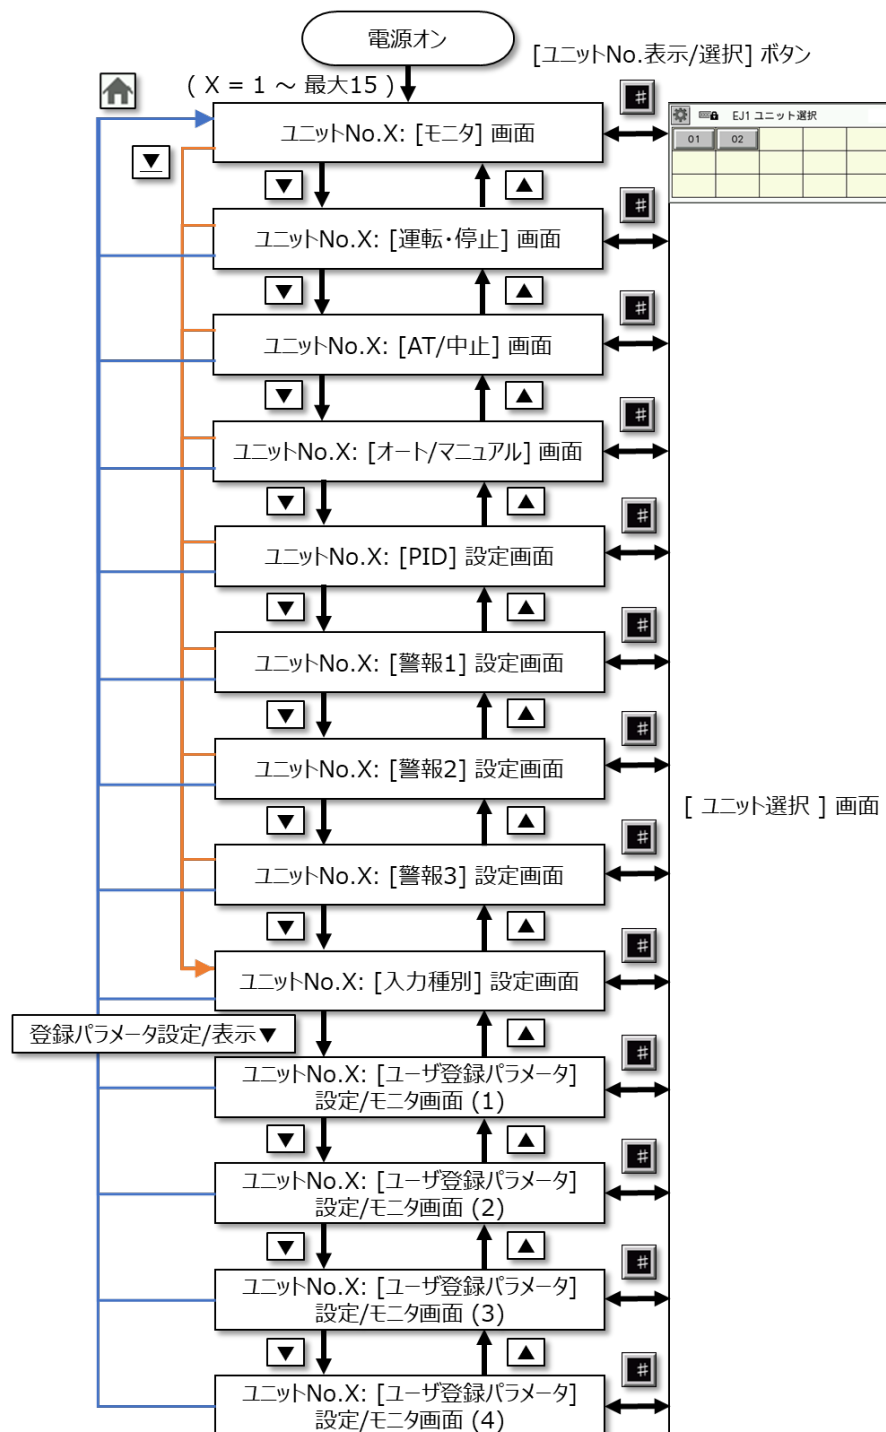 電源オン
[ユニットNo.表示/選択] ボタン
( X = 1 ～ 最大15 )
#
EJ1 ユニット選択
01 02
ユニットNo.X: [モニタ] 画面
▼
▼ ▲
#
ユニットNo.X: [運転・停止] 画面
▼ ▲
#
ユニットNo.X: [AT/中止] 画面
▼ ▲
#
ユニットNo.X: [オート/マニュアル] 画面
▼ ▲
#
ユニットNo.X: [PID] 設定画面
▼ ▲
#
ユニットNo.X: [警報1] 設定画面
▼ ▲
#
ユニットNo.X: [警報2] 設定画面
[ ユニット選択 ] 画面
▼ ▲
#
ユニットNo.X: [警報3] 設定画面
▼ ▲
#
ユニットNo.X: [入力種別] 設定画面
登録パラメータ設定/表示▼
▲
#
ユニットNo.X: [ユーザ登録パラメータ]
設定/モニタ画面 (1)
▼ ▲
#
ユニットNo.X: [ユーザ登録パラメータ]
設定/モニタ画面 (2)
▼ ▲
#
ユニットNo.X: [ユーザ登録パラメータ]
設定/モニタ画面 (3)
▼ ▲
#
ユニットNo.X: [ユーザ登録パラメータ]
設定/モニタ画面 (4)